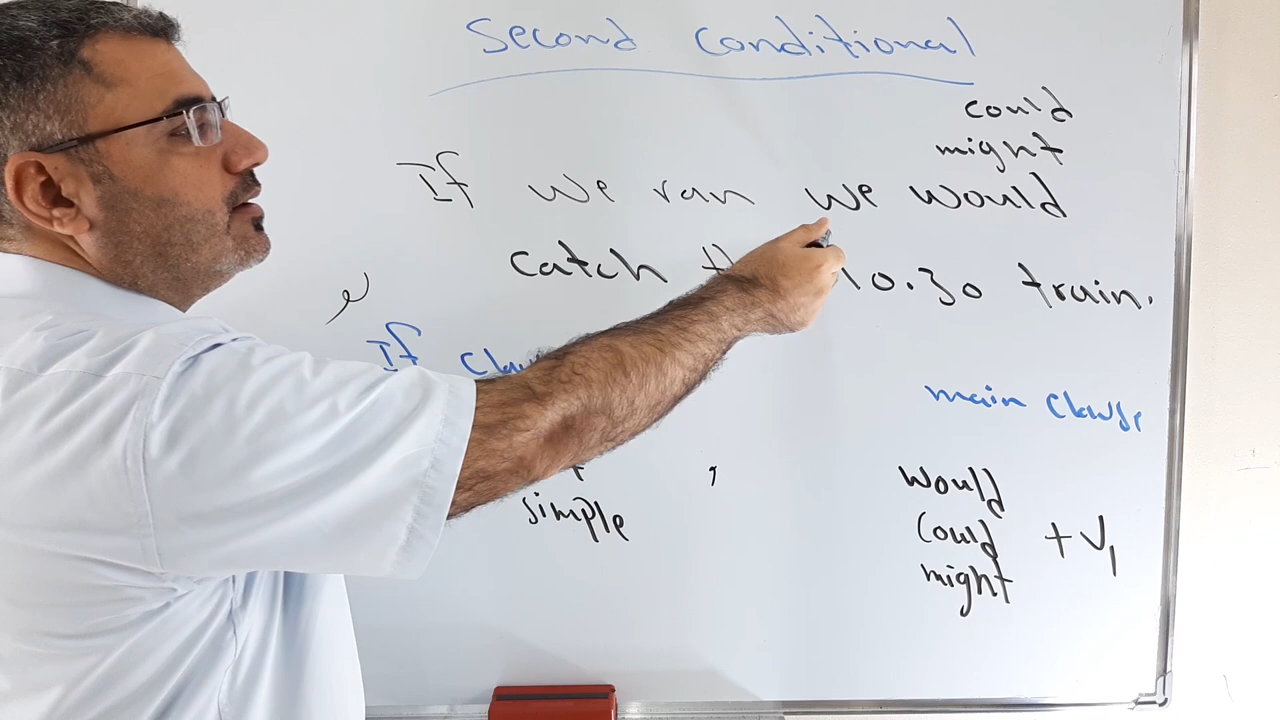 Second Conditional
could
might
If we ran we would
catch 10.30 train.
If
main clause
,
would
simple
could + V1
might